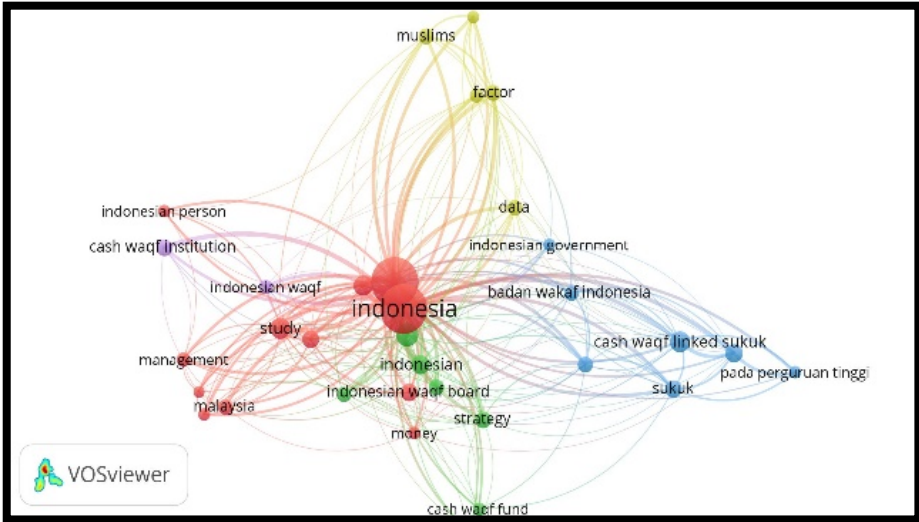 muslims
factor
data
indonesian person
cash waqf institution
indonesian government
indonesian waqf
badan wakaf indonesia
indonesia
study
cash waqf linked sukuk
management
indonesian
pada perguruan tinggi
indonesian waqf board
sukuk
malaysia
strategy
money
VOSviewer
cash waqf fund